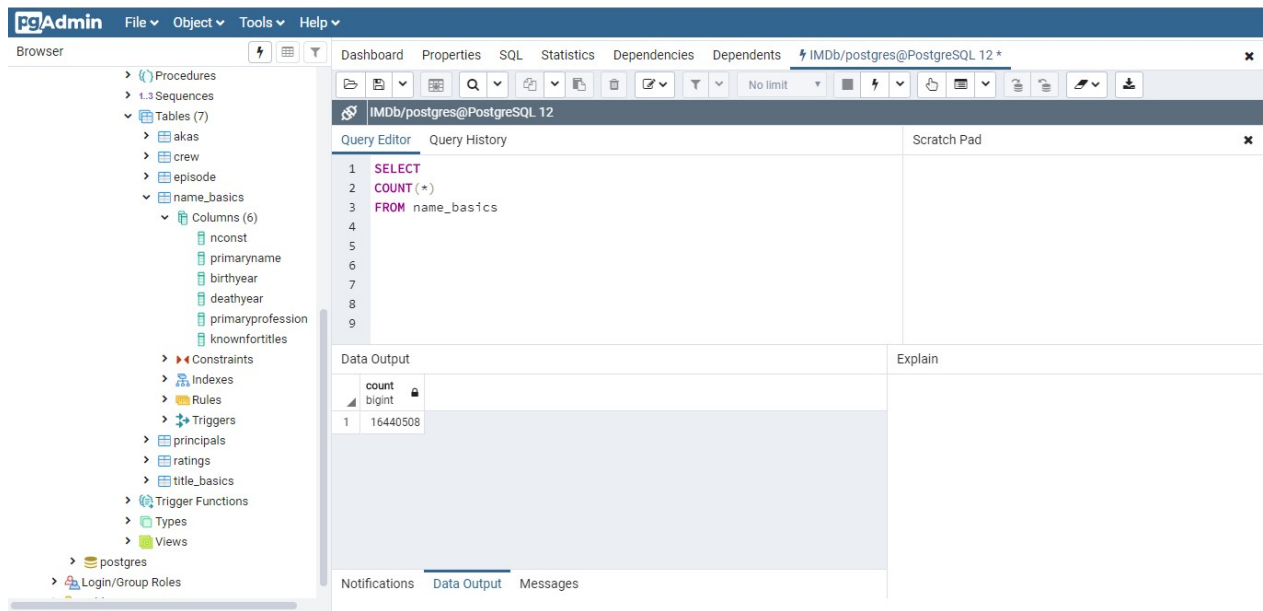 pgAdmin File Object Tools Help
Browser
Dashboard Properties SQL Statistics Dependencies Dependents IMDb/postgres@PostgreSQL 12 *
No limit
IMDb/postgres@PostgreSQL 12
Query Editor Query History
Scratch Pad
Procedures
1..3 Sequences
Tables (7)
akas
crew
episode
name_basics
Columns (6)
nconst
primaryname
birthyear
deathyear
primaryprofession
knownfortitles
Constraints
Indexes
Rules
Triggers
principals
ratings
title_basics
Trigger Functions
Types
Views
postgres
Login/Group Roles
1 SELECT
2 COUNT(*)
3 FROM name_basics
4
5
6
7
8
9
Data Output
Explain
count
bigint
1 16440508
Notifications Data Output Messages